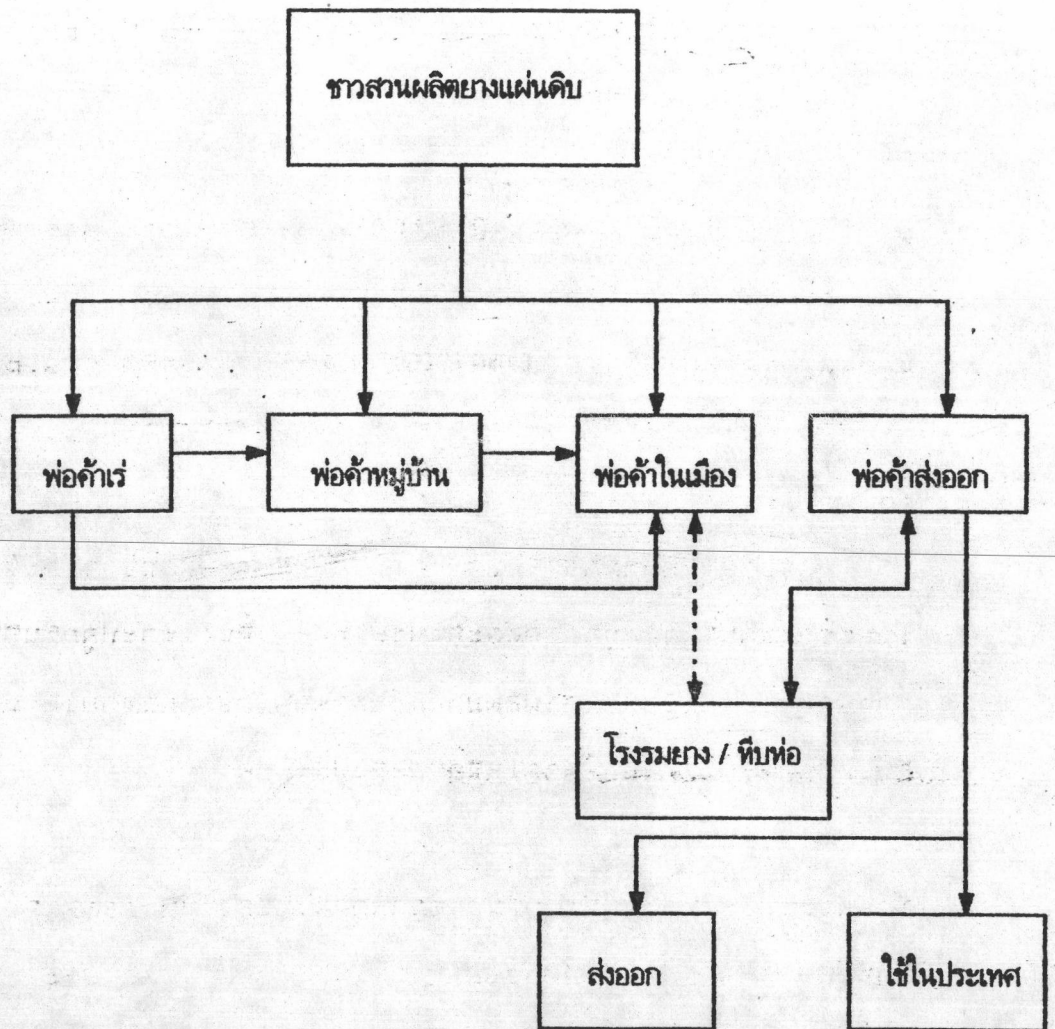 ชาวสวนผลิตยางแผ่นดิบ
พ่อค้าเร่
พ่อค้าหมู่บ้าน
พ่อค้าในเมือง
พ่อค้าส่งออก
โรงรมยาง / หีบห่อ
ส่งออก
ใช้ในประเทศ